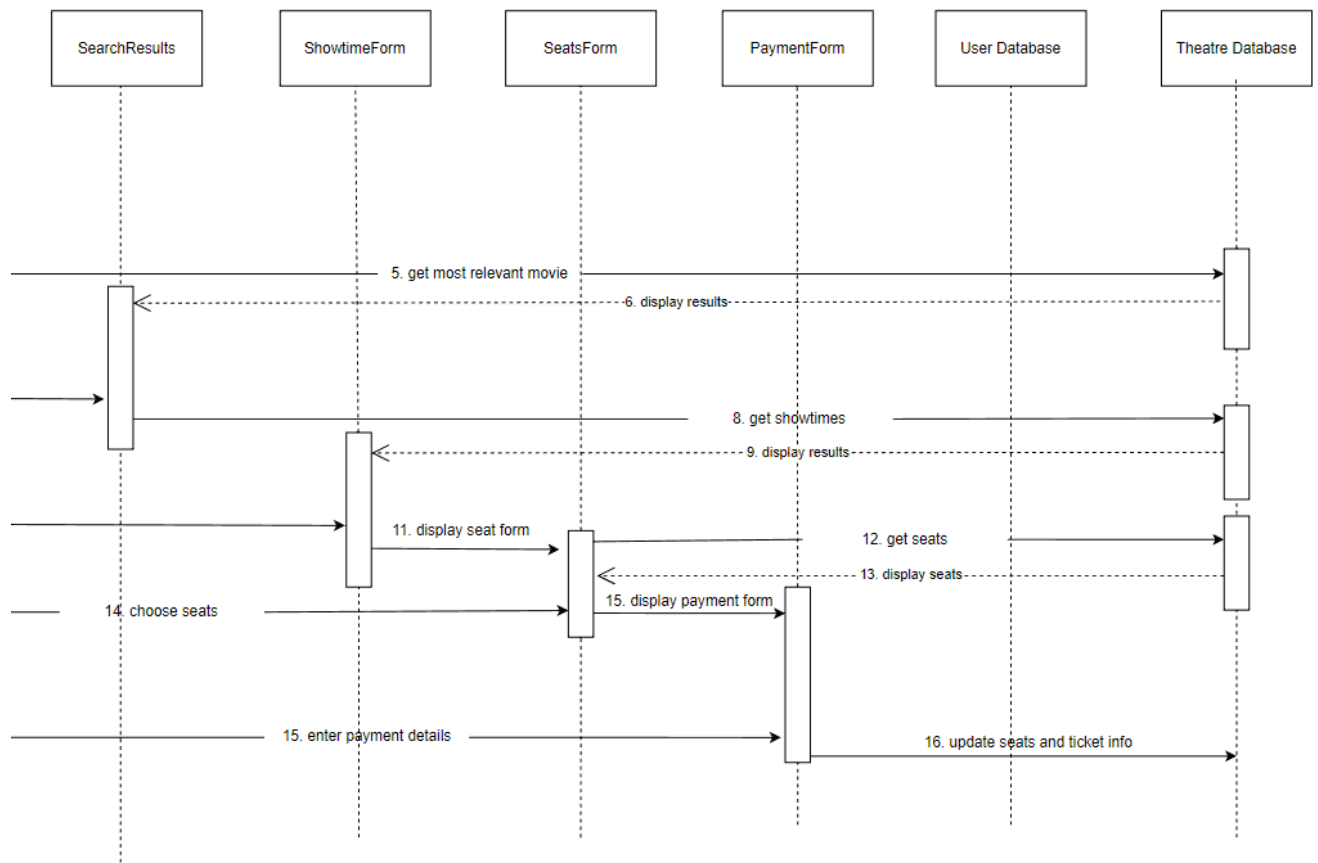 SearchResults
ShowtimeForm
SeatsForm
PaymentForm
User Database
Theatre Database
5. get most relevant movie
6. display results
8. get showtimes
9. display results
11. display seat form
12. get seats
13. display seats
14. choose seats
15. display payment form
15. enter payment details
16. update seats and ticket info